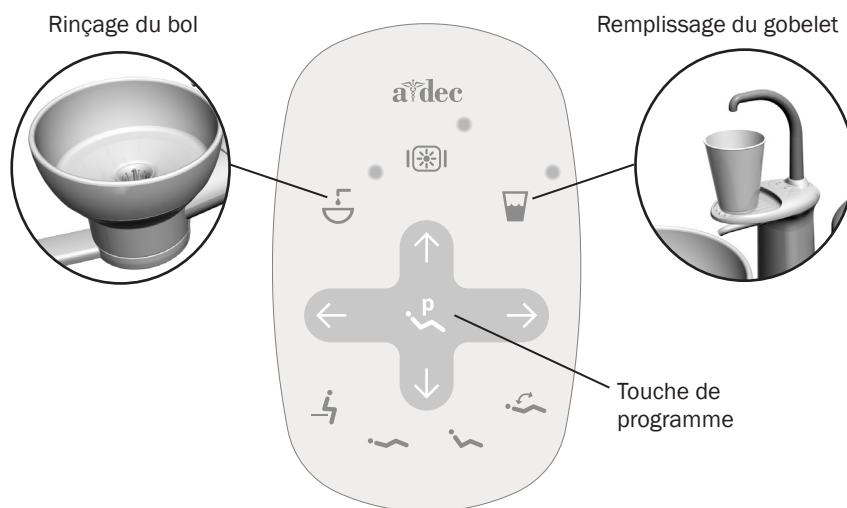 Rinçage du bol
Remplissage du gobelet
a dec
p
Touche de
programme